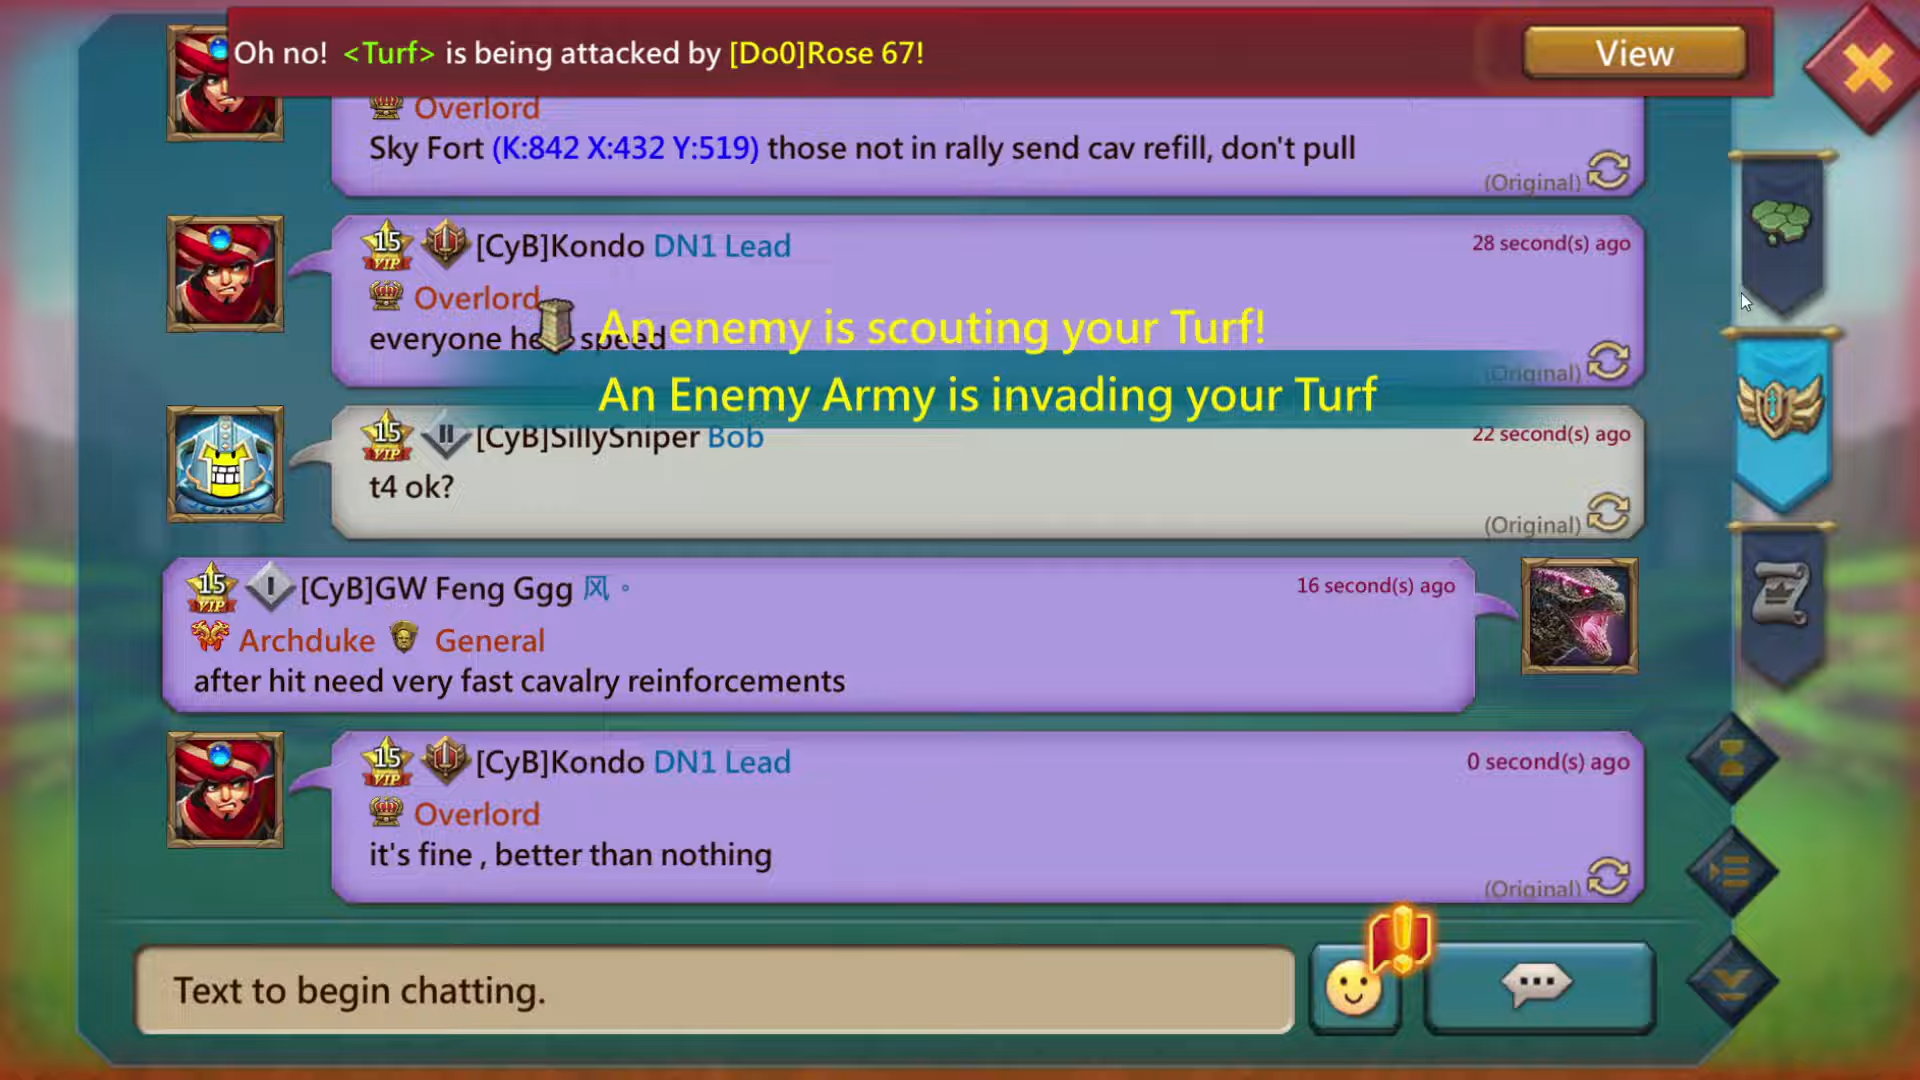 Oh no! <Turf> is being attacked by [Do0]Rose 67!
View
Overlord
Sky Fort (K:842 X:432 Y:519) those not in rally send cav refill, don't pull
(Original)
15 VIP [CyB]Kondo DN1 Lead
28 second(s) ago
Overlord
everyone speed
(Original)
An enemy is scouting your Turf!
An Enemy Army is invading your Turf
15 VIP II [CyB]SillySniper Bob
22 second(s) ago
t4 ok?
(Original)
15 VIP I [CyB]GW Feng Ggg 风。
16 second(s) ago
Archduke General
after hit need very fast cavalry reinforcements
15 VIP [CyB]Kondo DN1 Lead
0 second(s) ago
Overlord
it's fine , better than nothing
(Original)
Text to begin chatting.